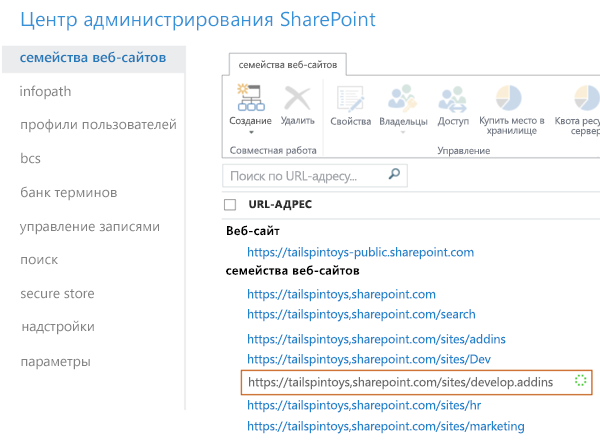 Центр администрирования SharePoint
семейства веб-сайтов
infopath
профили пользователей
bcs
банк терминов
управление записями
поиск
secure store
надстройки
параметры
семейства веб-сайтов
Создание
Удалить
Свойства
Владельцы
Доступ
Купить место в
хранилище
Квота ресу
сервер
Совместная работа
Управление
Поиск по URL-адресу...
URL-АДРЕС
Веб-сайт
https://tailspintoys-public.sharepoint.com
семейства веб-сайтов
https://tailspintoys,sharepoint.com
https://tailspintoys,sharepoint.com/search
https://tailspintoys,sharepoint.com/sites/addins
https://tailspintoys,sharepoint.com/sites/Dev
https://tailspintoys,sharepoint.com/sites/develop.addins
https://tailspintoys,sharepoint.com/sites/hr
https://tailspintoys,sharepoint.com/sites/marketing